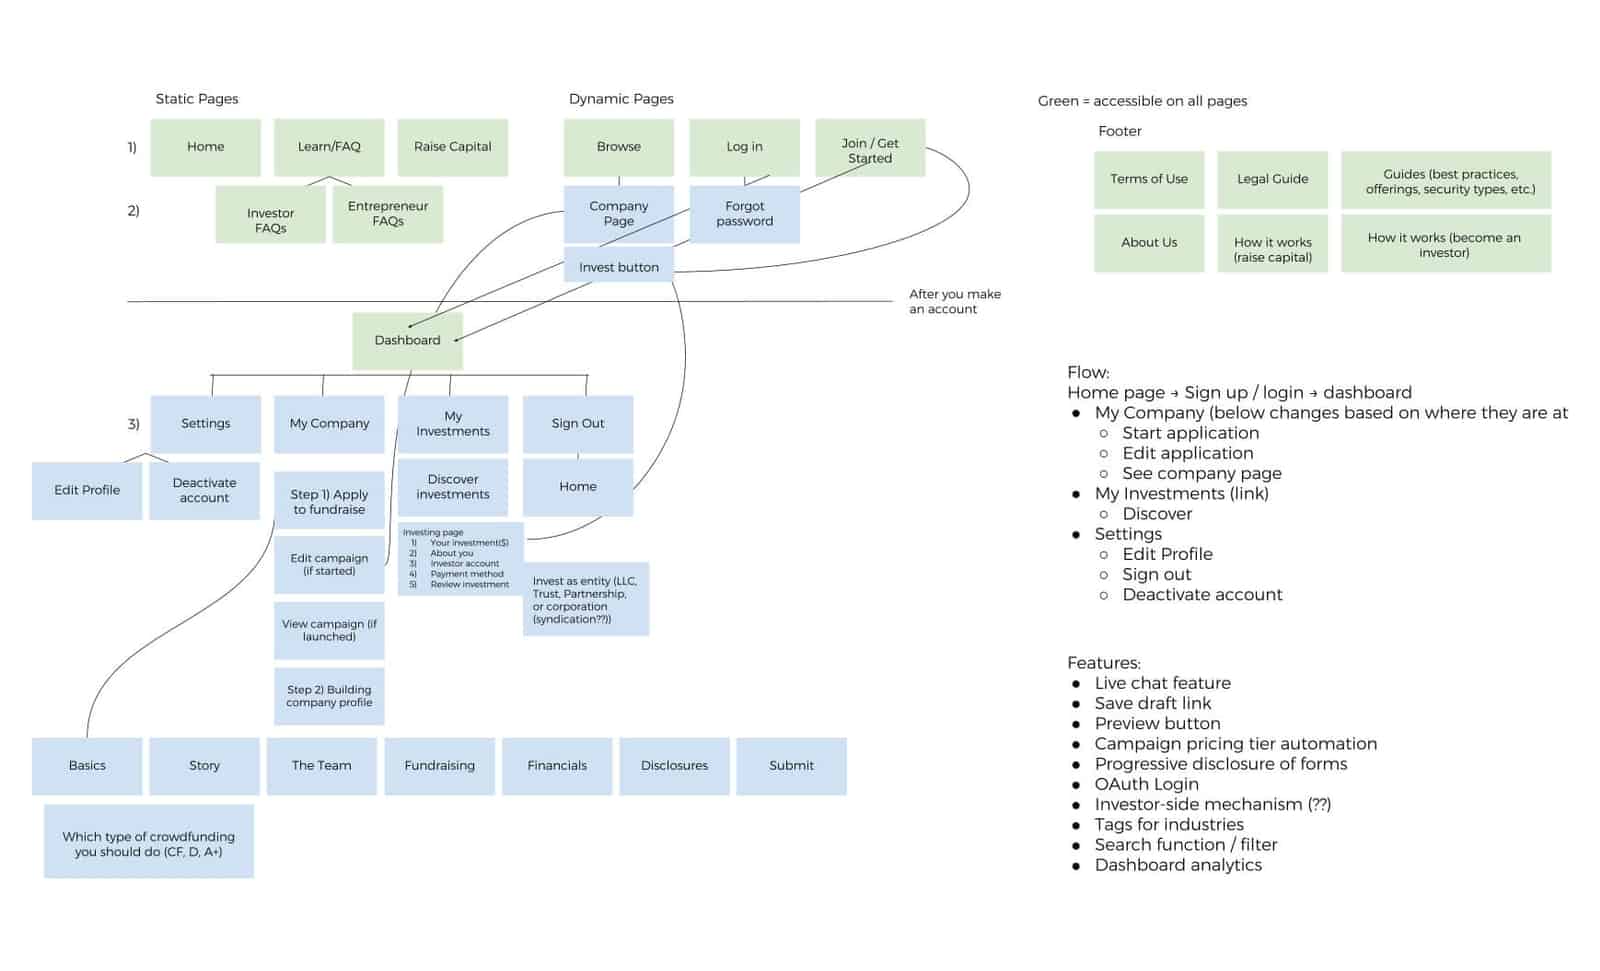 Static Pages
Dynamic Pages
Green = accessible on all pages
Footer
1)
Home
Learn/FAQ
Raise Capital
Browse
Log in
Join / Get
Started
Terms of Use
Legal Guide
Guides (best practices,
offerings, security types, etc.)
2)
Investor
FAQs
Entrepreneur
FAQs
Company
Page
Forgot
password
Invest button
About Us
How it works
(raise capital)
How it works (become an
investor)
After you make
an account
Dashboard
3)
Settings
My Company
My
Investments
Sign Out
Edit Profile
Deactivate
account
Step 1) Apply
to fundraise
Discover
investments
Home
Edit campaign
(if started)
Investing page
1) Your investment($)
2) About you
3) Investor account
4) Payment method
5) Review investment
Invest as entity (LLC,
Trust, Partnership,
or corporation
(syndication??))
View campaign (if
launched)
Step 2) Building
company profile
Basics
Story
The Team
Fundraising
Financials
Disclosures
Submit
Which type of crowdfunding
you should do (CF, D, A+)
Flow:
Home page → Sign up / login → dashboard
● My Company (below changes based on where they are at
○ Start application
○ Edit application
○ See company page
● My Investments (link)
○ Discover
● Settings
○ Edit Profile
○ Sign out
○ Deactivate account
Features:
● Live chat feature
● Save draft link
● Preview button
● Campaign pricing tier automation
● Progressive disclosure of forms
● OAuth Login
● Investor-side mechanism (??)
● Tags for industries
● Search function / filter
● Dashboard analytics